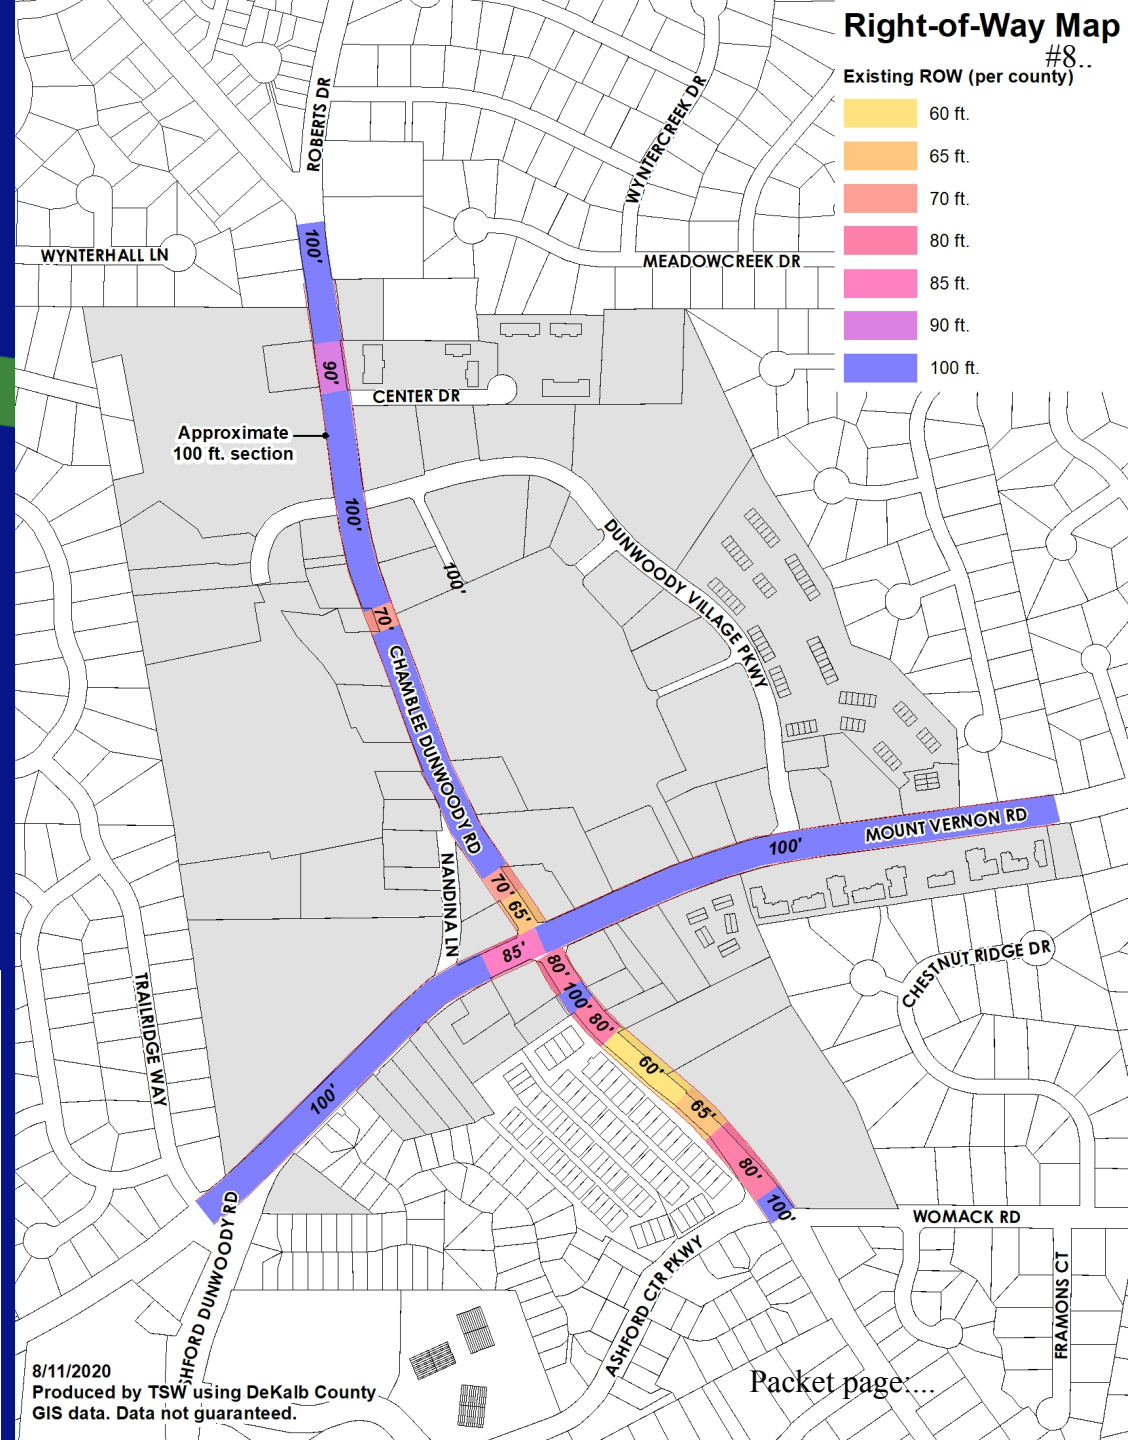 Right-of-Way Map
#8..
Existing ROW (per county)
60 ft.
65 ft.
70 ft.
80 ft.
85 ft.
90 ft.
100 ft.
ROBERTS DR
WYNTERCREEK DR
WYNTERHALL LN
100'
MEADOWCREEK DR
90'
CENTER DR
Approximate
100 ft. section
100'
DUNWOODY VILLAGE PKWY
100'
70'
CHAMBLEE DUNWOODY RD
MOUNT VERNON RD
100'
NANDINA LN
70'
65'
85'
80'
100'
80'
CHESTNUT RIDGE DR
TRAILRIDGE WAY
60'
100'
65'
80'
100'
WOMACK RD
SHFORD DUNWOODY RD
ASHFORD CTR PKWY
FRAMONS CT
8/11/2020
Produced by TSW using DeKalb County
GIS data. Data not guaranteed.
Packet page:...